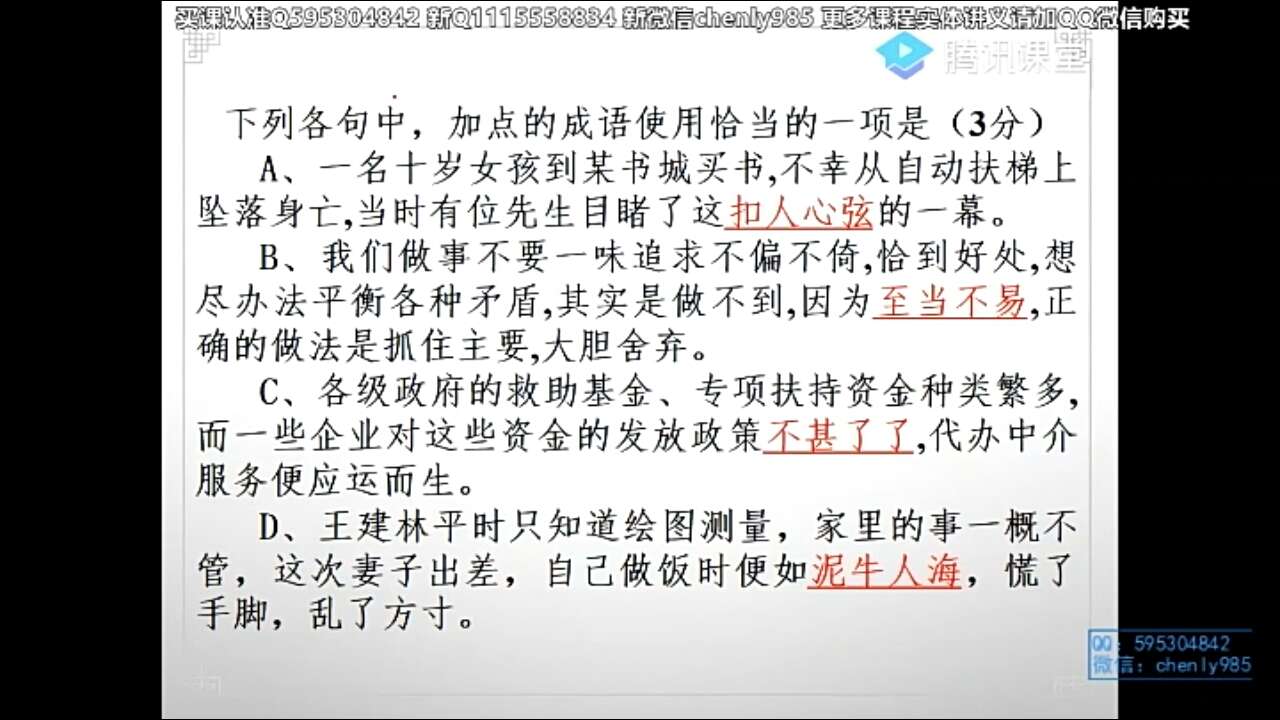 买课认准Q595304842 新Q1115558834 新微信chenly985 更多课程实体讲义请加QQ微信购买
腾讯课堂
下列各句中，加点的成语使用恰当的一项是（3分）
A、一名十岁女孩到某书城买书,不幸从自动扶梯上
坠落身亡,当时有位先生目睹了这扣人心弦的一幕。
B、我们做事不要一味追求不偏不倚,恰到好处,想
尽办法平衡各种矛盾,其实是做不到,因为至当不易,正
确的做法是抓住主要,大胆舍弃。
C、各级政府的救助基金、专项扶持资金种类繁多,
而一些企业对这些资金的发放政策不甚了了,代办中介
服务便应运而生。
D、王建林平时只知道绘图测量，家里的事一概不
管，这次妻子出差，自己做饭时便如泥牛人海，慌了
手脚，乱了方寸。
QQ：595304842
微信：chenly985